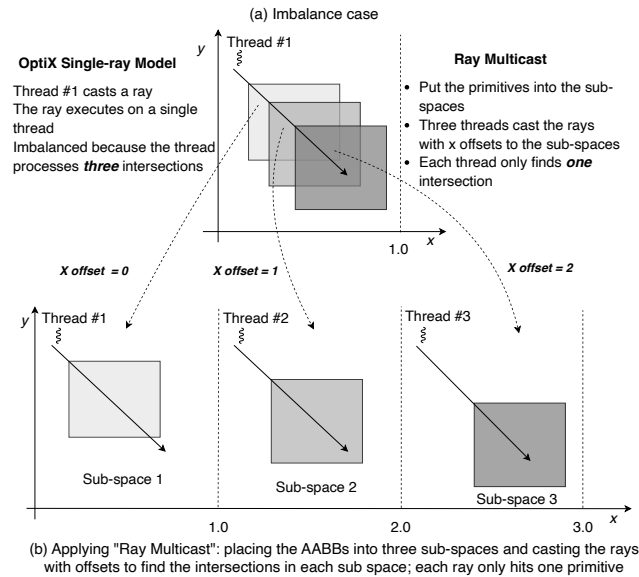 (a) Imbalance case
OptiX Single-ray Model
Thread #1 casts a ray
The ray executes on a single
thread
Imbalanced because the thread
processes three intersections
y
Thread #1
1.0
x
Ray Multicast
• Put the primitives into the sub-
spaces
• Three threads cast the rays
with x offsets to the sub-spaces
• Each thread only finds one
intersection
X offset = 0
X offset = 1
X offset = 2
y
Thread #1
Thread #2
Thread #3
Sub-space 1
Sub-space 2
Sub-space 3
1.0
2.0
3.0
x
(b) Applying "Ray Multicast": placing the AABBs into three sub-spaces and casting the rays
with offsets to find the intersections in each sub space; each ray only hits one primitive